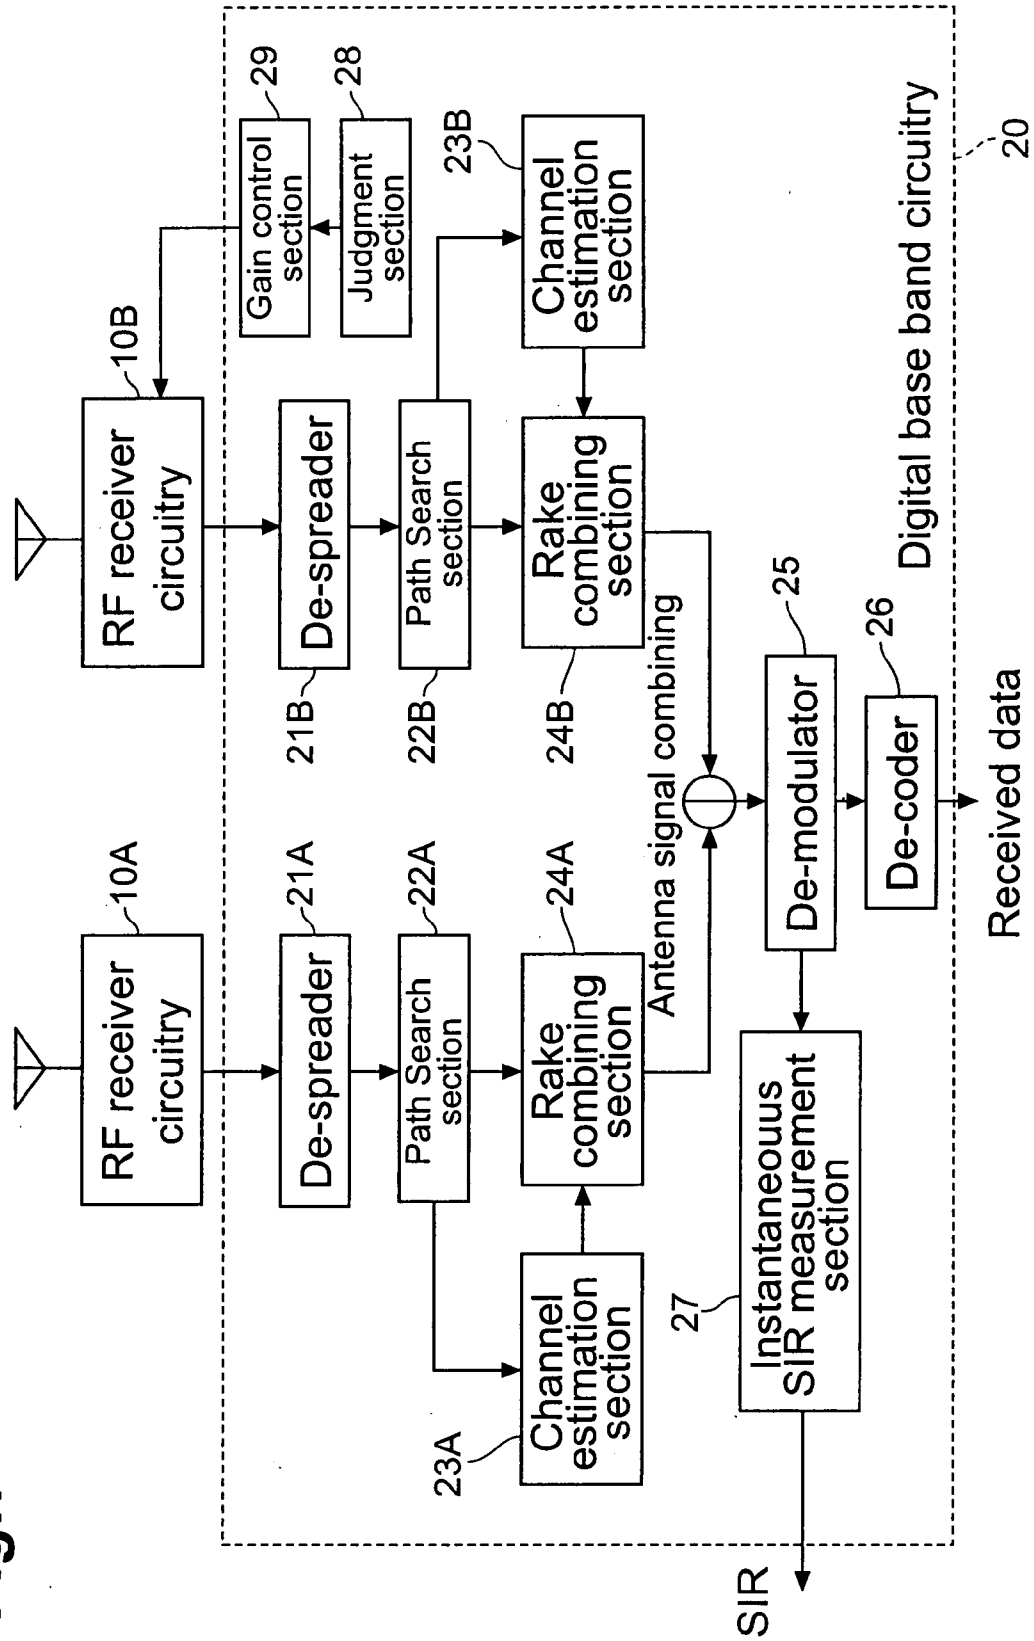 RF receiver
circuitry
10A
RF receiver
circuitry
10B
De-spreader
21A
De-spreader
21B
Gain control
section
29
Judgment
section
28
Path Search
section
22A
Path Search
section
22B
Channel
estimation
section
23A
Rake
combining
section
24A
Rake
combining
section
24B
Channel
estimation
section
23B
Antenna signal combining
Instantaneous
SIR measurement
section
27
De-modulator
25
De-coder
26
SIR
Received data
Digital base band circuitry
20